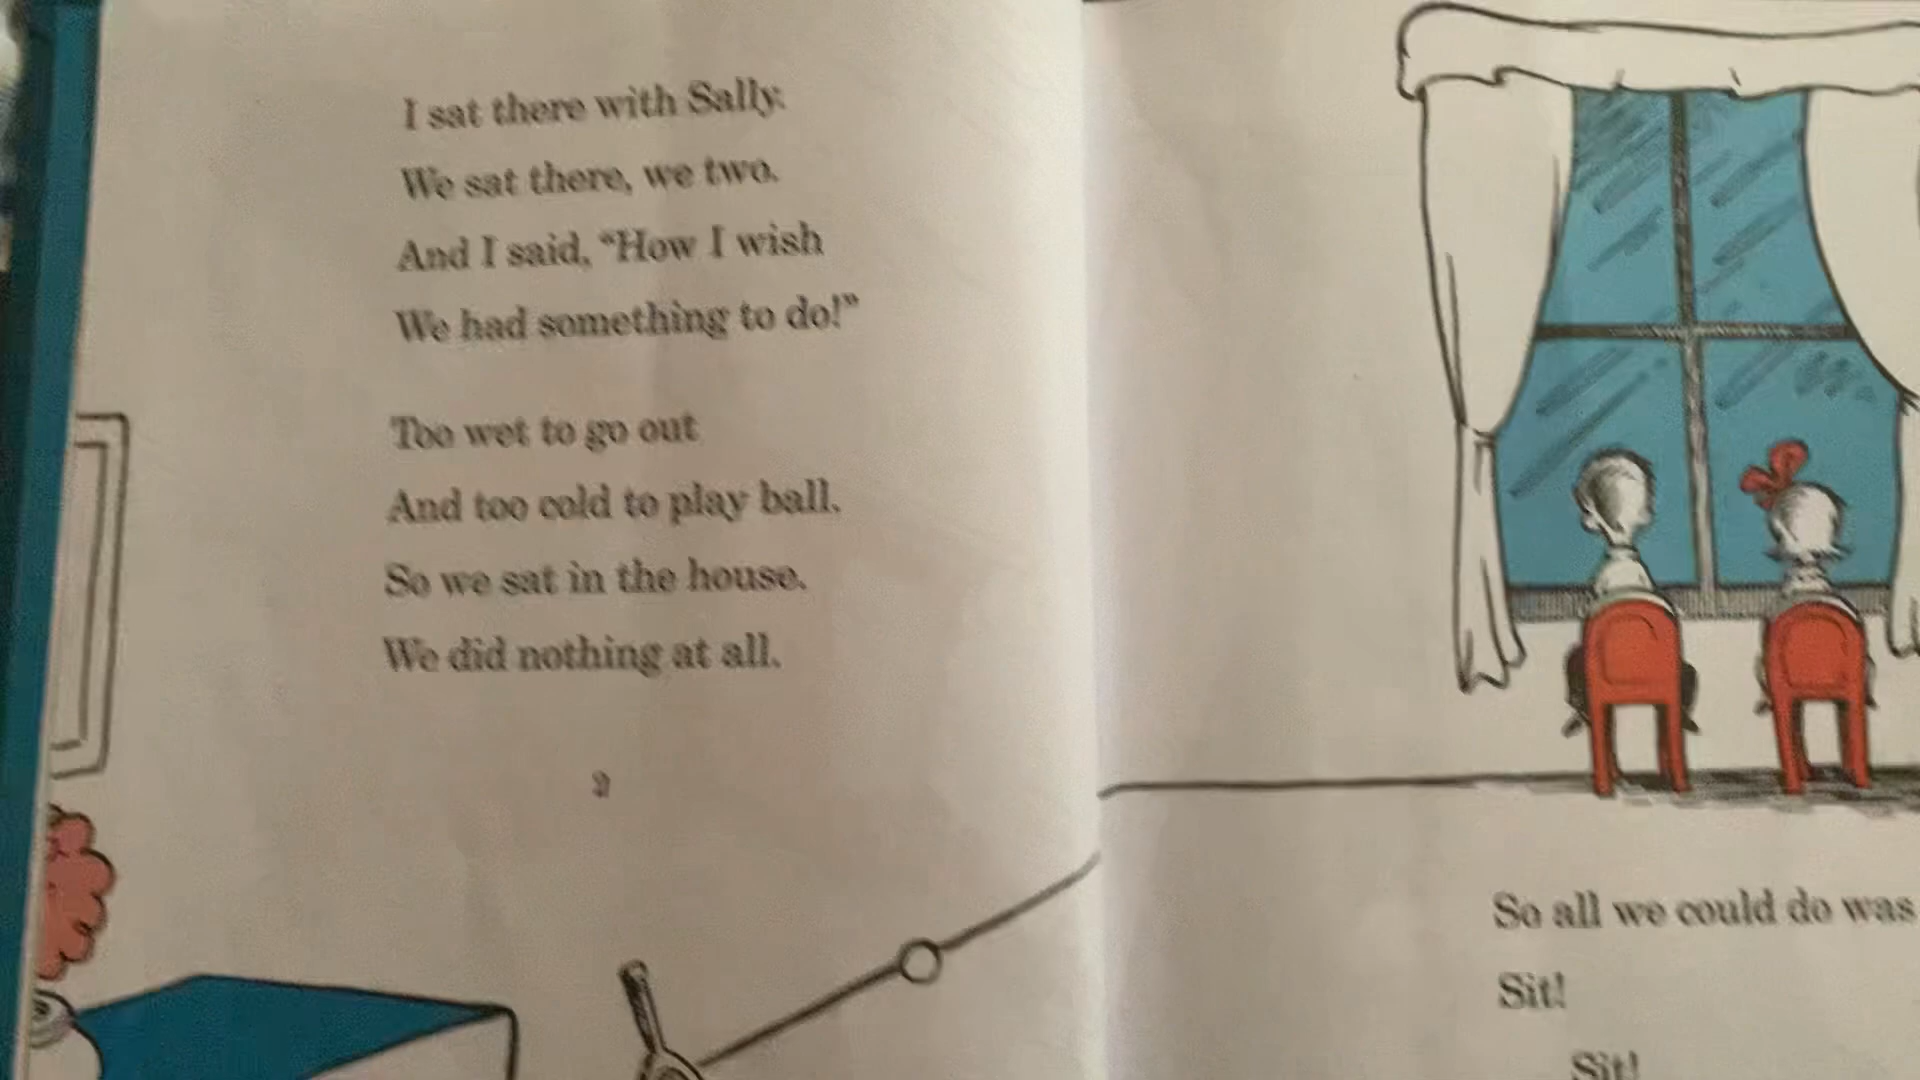 I sat there with Sally.
We sat there, we two.
And I said, “How I wish
We had something to do!”
Too wet to go out
And too cold to play ball.
So we sat in the house.
We did nothing at all.
2
So all we could do was
Sit!
Sit!